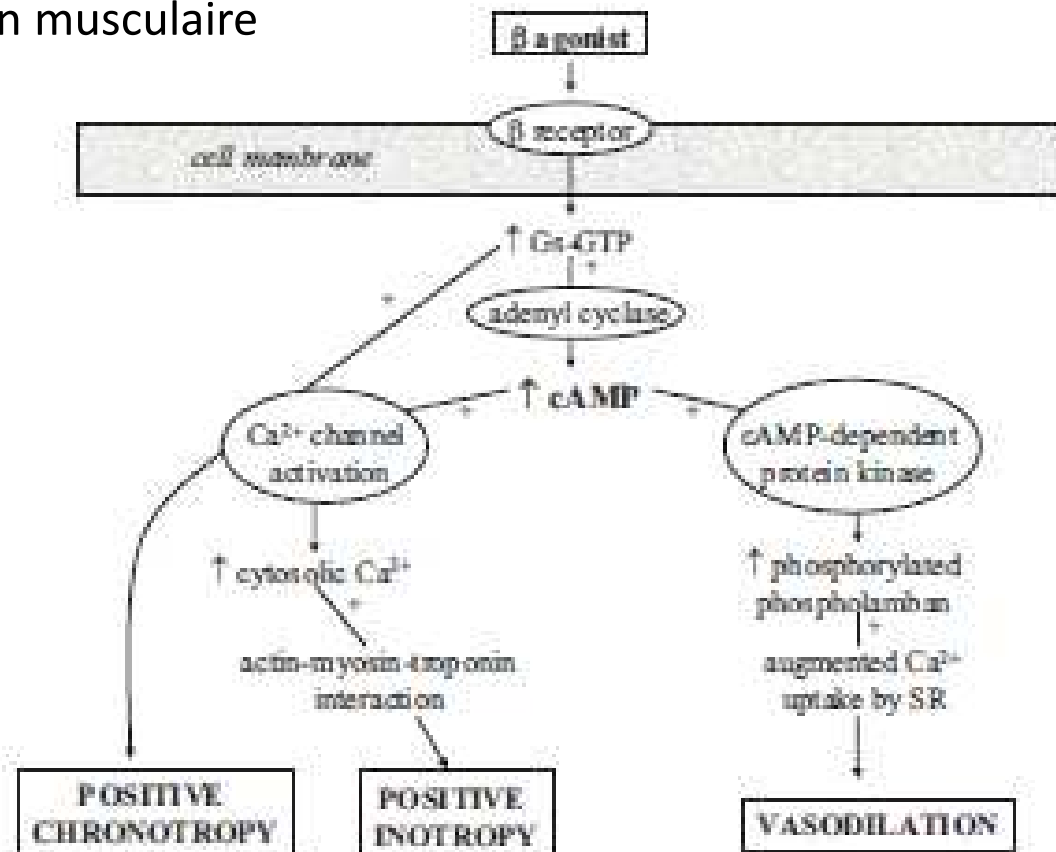 n musculaire
β agonist
β receptor
cell membrane
↑ Gs-GTP
+
+
adenyl cyclase
↑ cAMP
+
+
Ca²⁺ channel
activation
cAMP-dependent
protein kinase
↑ cytosolic Ca²⁺
+
↑ phosphorylated
phospholamban
+
actin-myosin-troponin
interaction
augmented Ca²⁺
uptake by SR
POSITIVE
CHRONOTROPY
POSITIVE
INOTROPY
VASODILATION